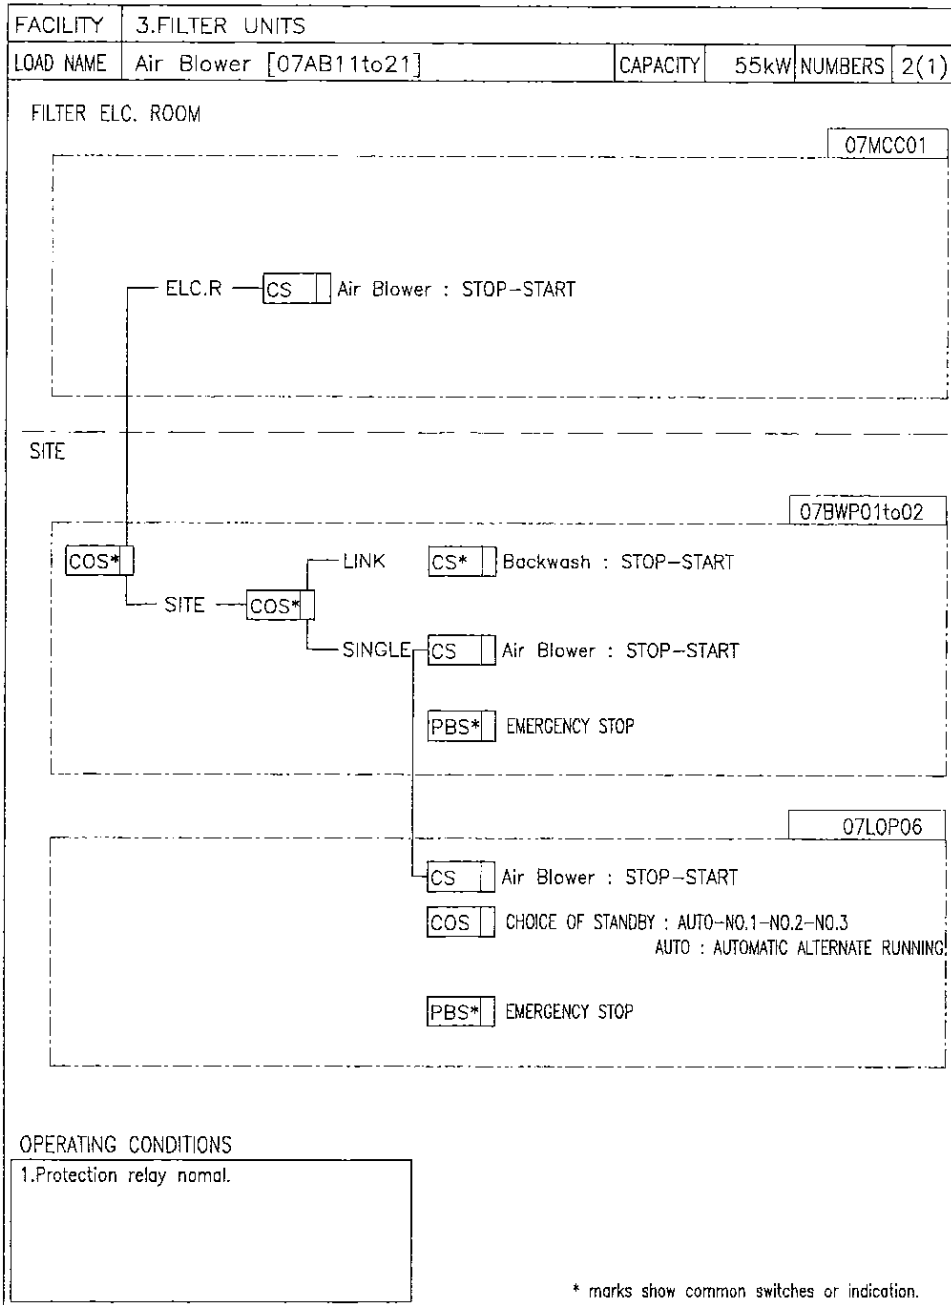 FACILITY 3.FILTER UNITS
LOAD NAME Air Blower [07AB11to21] CAPACITY 55kW NUMBERS 2(1)
FILTER ELC. ROOM
07MCC01
ELC.R CS Air Blower : STOP-START
SITE
07BWP01to02
COS* LINK CS* Backwash : STOP-START
SITE COS*
SINGLE CS Air Blower : STOP-START
PBS* EMERGENCY STOP
07LOP06
CS Air Blower : STOP-START
COS CHOICE OF STANDBY : AUTO-NO.1-NO.2-NO.3
AUTO : AUTOMATIC ALTERNATE RUNNING
PBS* EMERGENCY STOP
OPERATING CONDITIONS
1.Protection relay nomal.
* marks show common switches or indication.